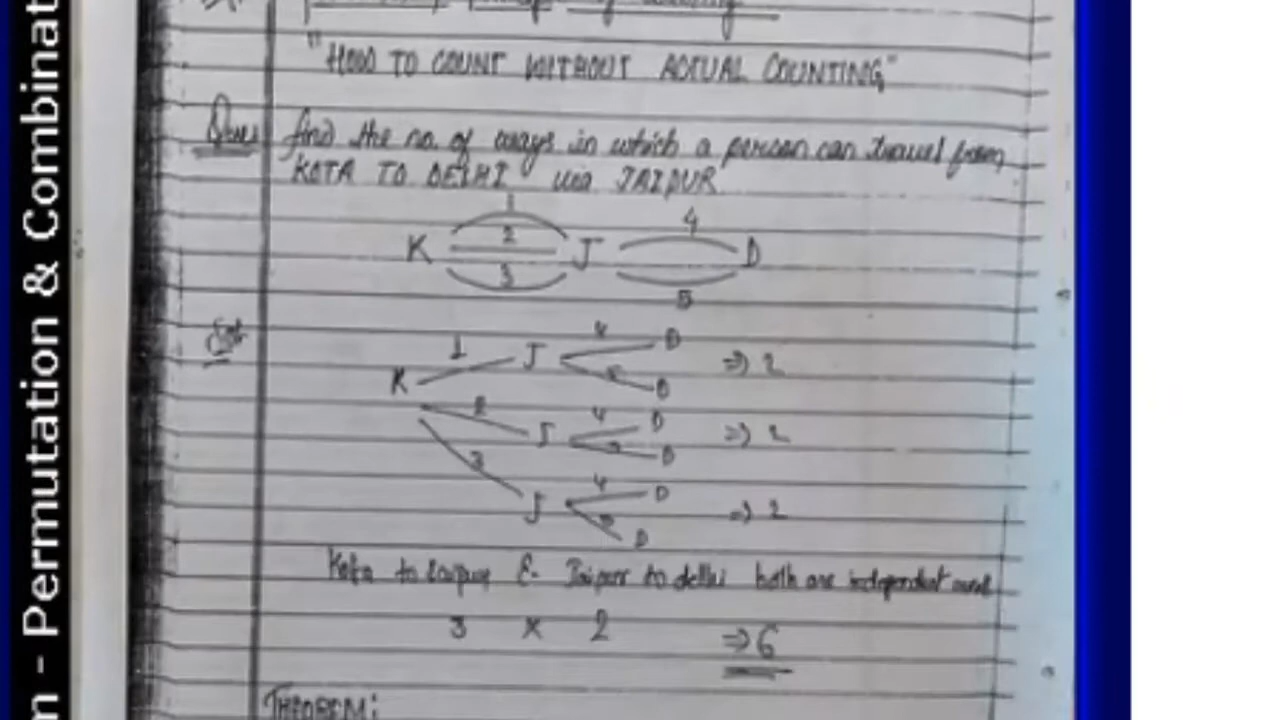 n - Permutation & Combinat
"HOW TO COUNT WITHOUT ACTUAL COUNTING"
Ques find the no. of ways in which a person can travel from
KOTA TO DELHI via JAIPUR
1
K 2 J 4 D
3 5
Sol
K 1 J 4 D ⇒ 2
D
2 J 4 D ⇒ 2
D
3 J 4 D ⇒ 2
D
Kota to Jaipur & Jaipur to delhi both are independent
3 x 2 ⇒ 6
THEOREM: